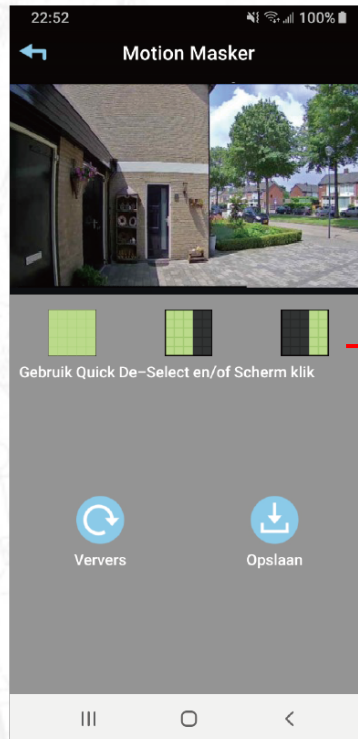 22:52 100%
Motion Masker
Gebruik Quick De-Select en/of Scherm klik
Ververs Opslaan